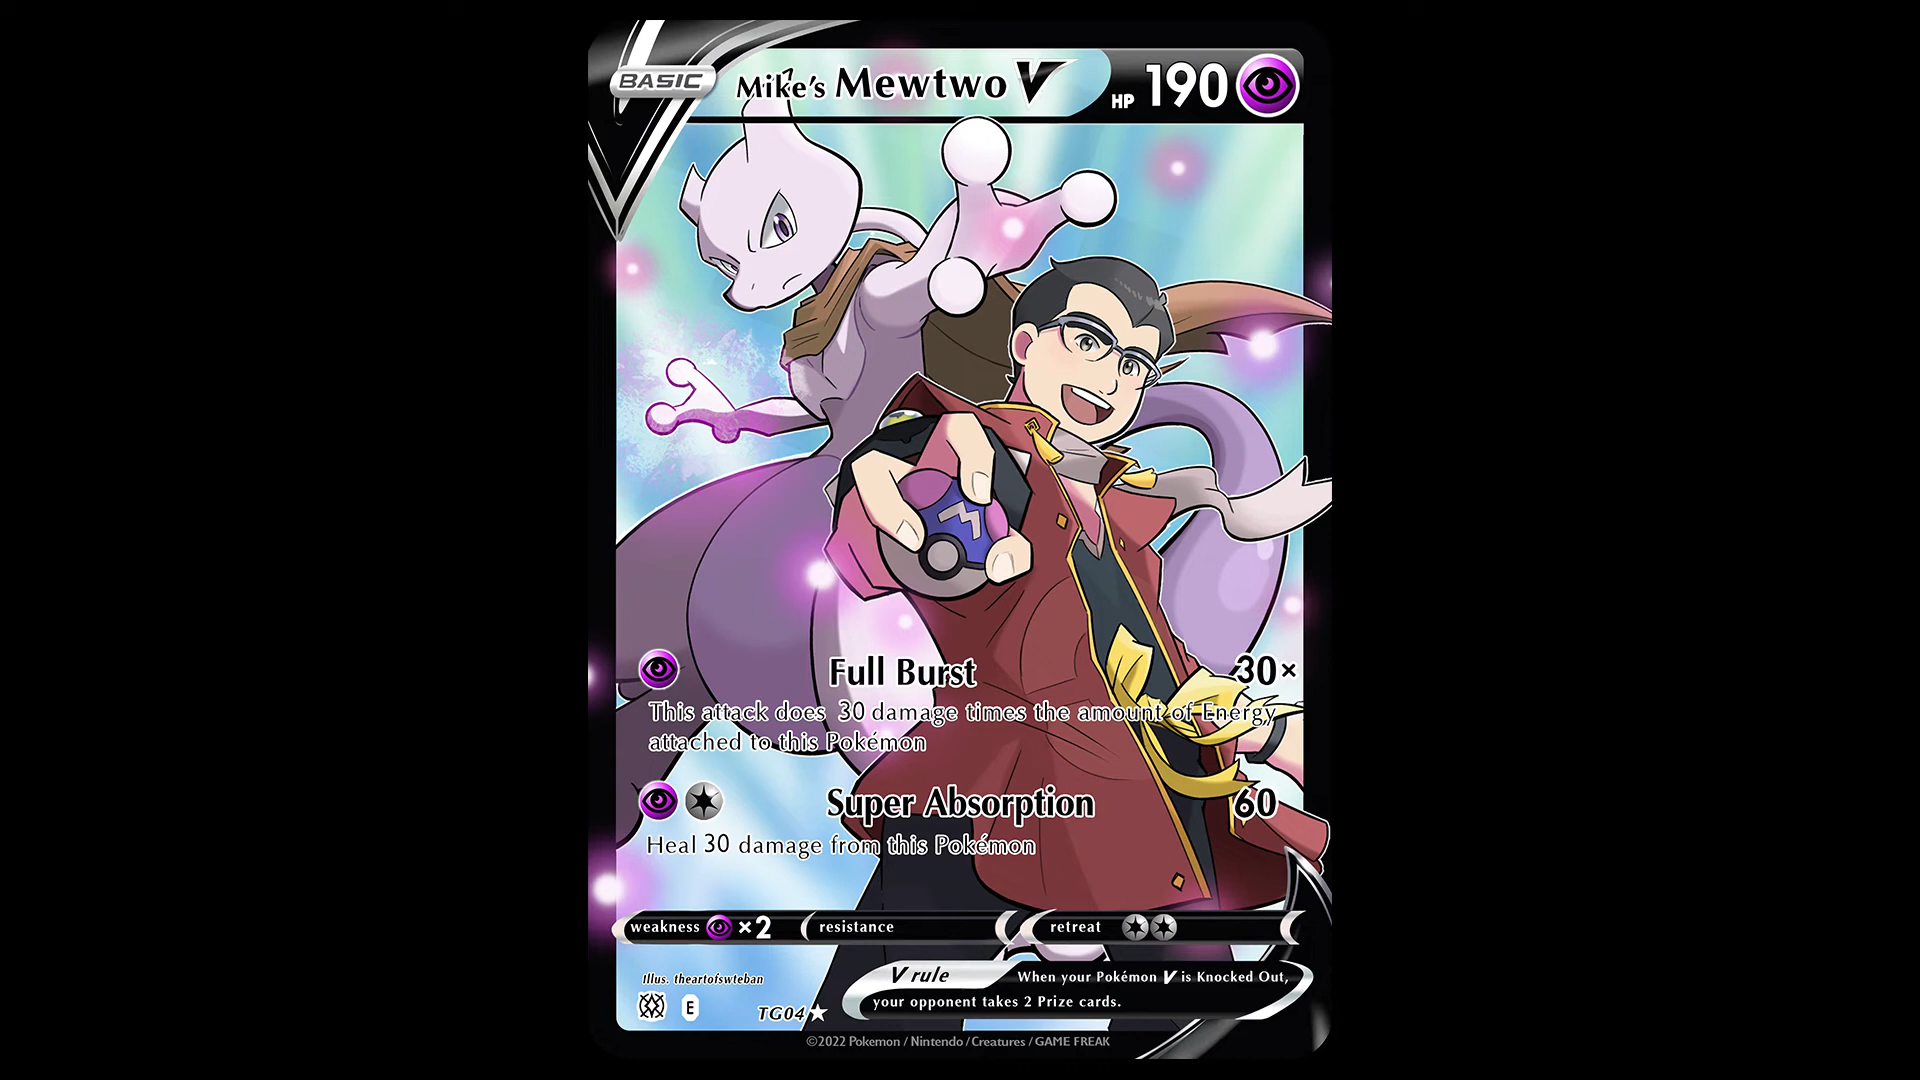 BASIC
Mike's Mewtwo V
HP 190
Full Burst 30×
This attack does 30 damage times the amount of Energy
attached to this Pokémon
Super Absorption 60
Heal 30 damage from this Pokémon
weakness ×2 resistance retreat
V rule When your Pokémon V is Knocked Out,
your opponent takes 2 Prize cards.
Illus. theartofswteban
E TG04
©2022 Pokemon / Nintendo / Creatures / GAME FREAK